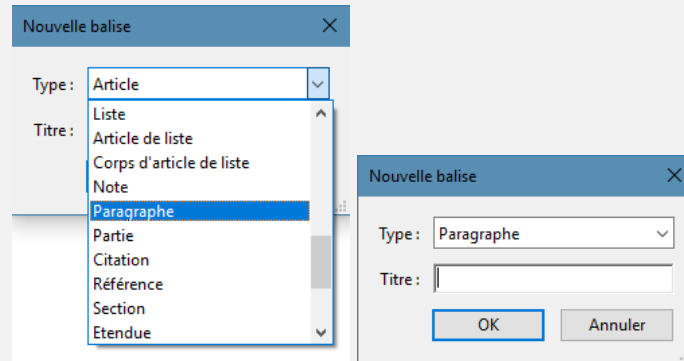 Nouvelle balise
Type : Article
Titre :
Liste
Article de liste
Corps d'article de liste
Note
Paragraphe
Partie
Citation
Référence
Section
Etendue
Nouvelle balise
Type : Paragraphe
Titre :
OK Annuler